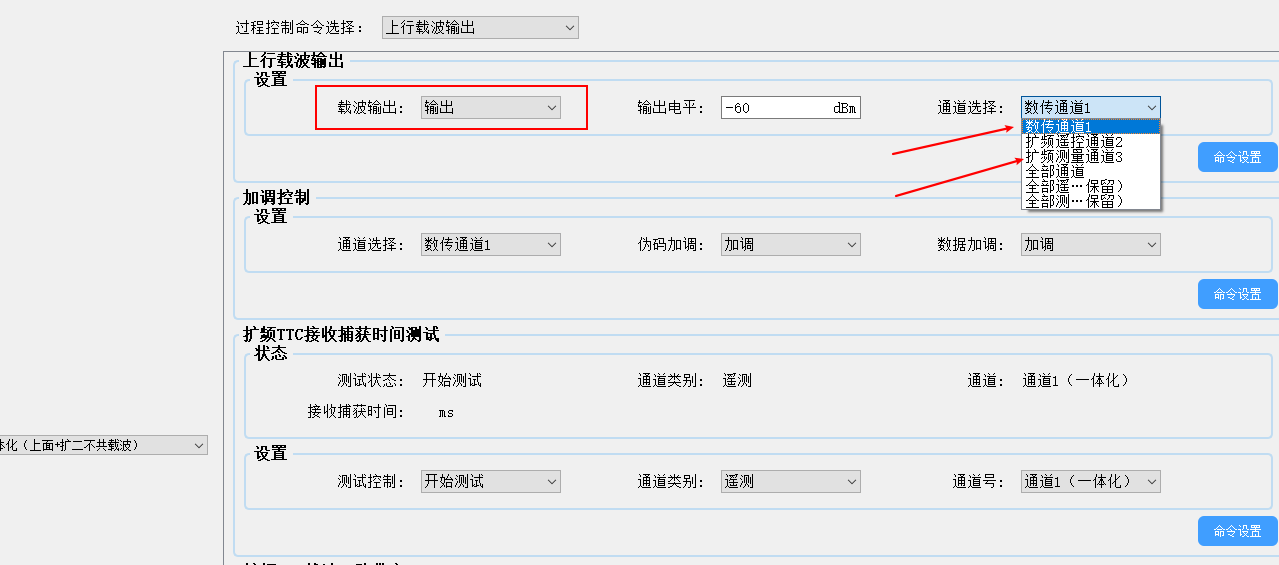 过程控制命令选择： 上行载波输出
上行载波输出
设置
载波输出： 输出 输出电平： -60 dBm 通道选择： 数传通道1
数传通道1
扩频遥控通道2
扩频测量通道3
全部通道
全部遥…保留）
全部测…保留）
命令设置
加调控制
设置
通道选择： 数传通道1 伪码加调： 加调 数据加调： 加调
命令设置
扩频TTC接收捕获时间测试
状态
测试状态： 开始测试 通道类别： 遥测 通道： 通道1（一体化）
接收捕获时间： ms
体化（上面+扩二不共载波）
设置
测试控制： 开始测试 通道类别： 遥测 通道号： 通道1（一体化）
命令设置